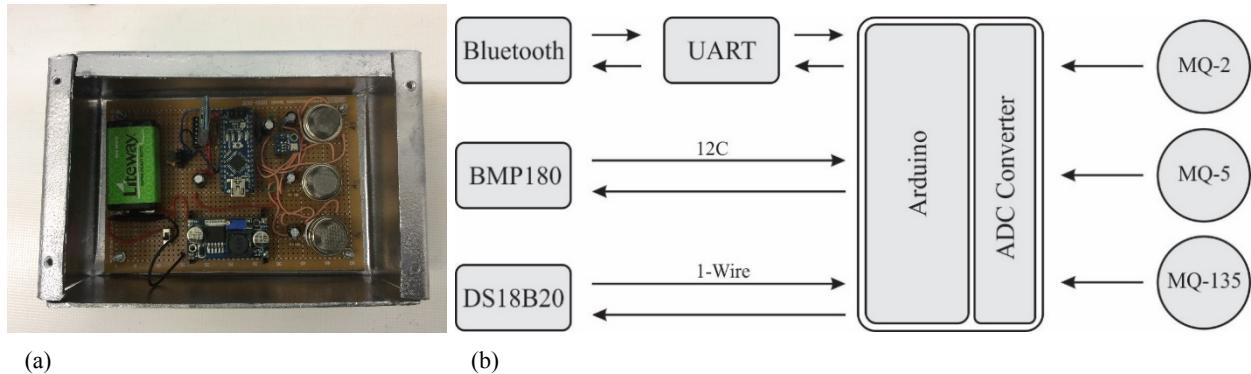 Liteway
Bluetooth
UART
BMP180
DS18B20
12C
1-Wire
Arduino
ADC Converter
MQ-2
MQ-5
MQ-135
(a)
(b)